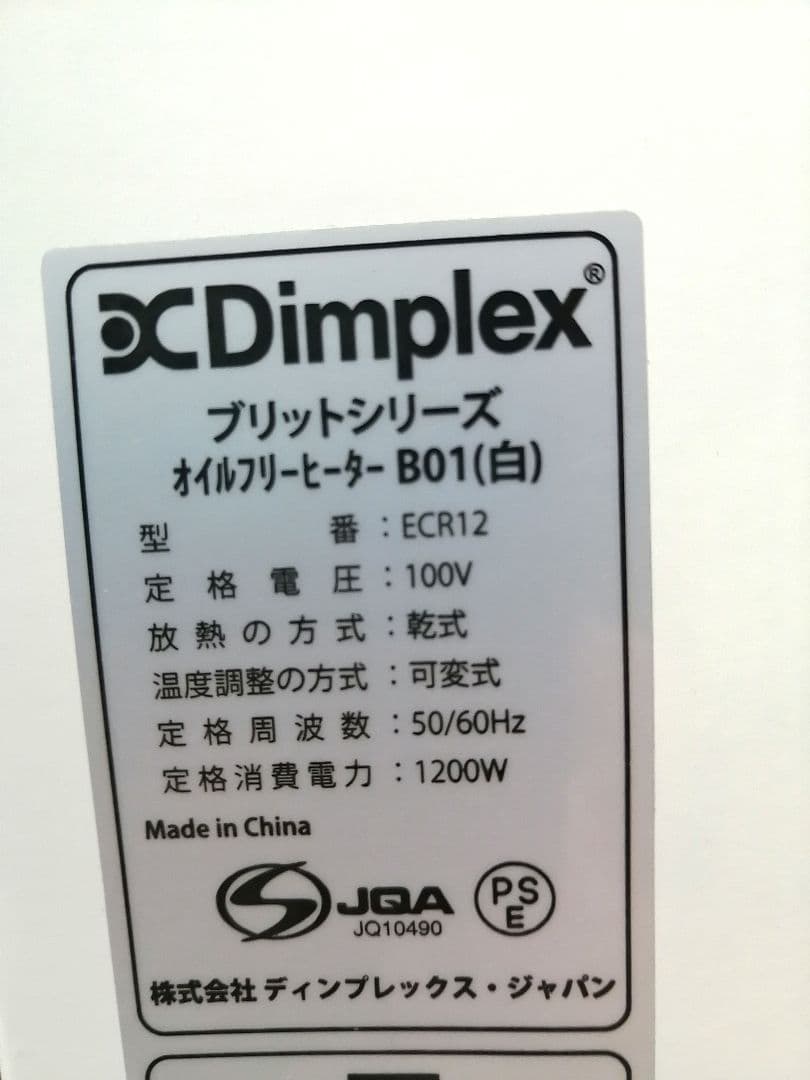 Dimplex®
ブリットシリーズ
ｵｲﾙﾌﾘｰﾋｰﾀｰ B01(白)
型番：ECR12
定格電圧：100V
放熱の方式：乾式
温度調整の方式：可変式
定格周波数：50/60Hz
定格消費電力：1200W
Made in China
S JQA PSE
JQ10490
株式会社 ディンプレックス・ジャパン